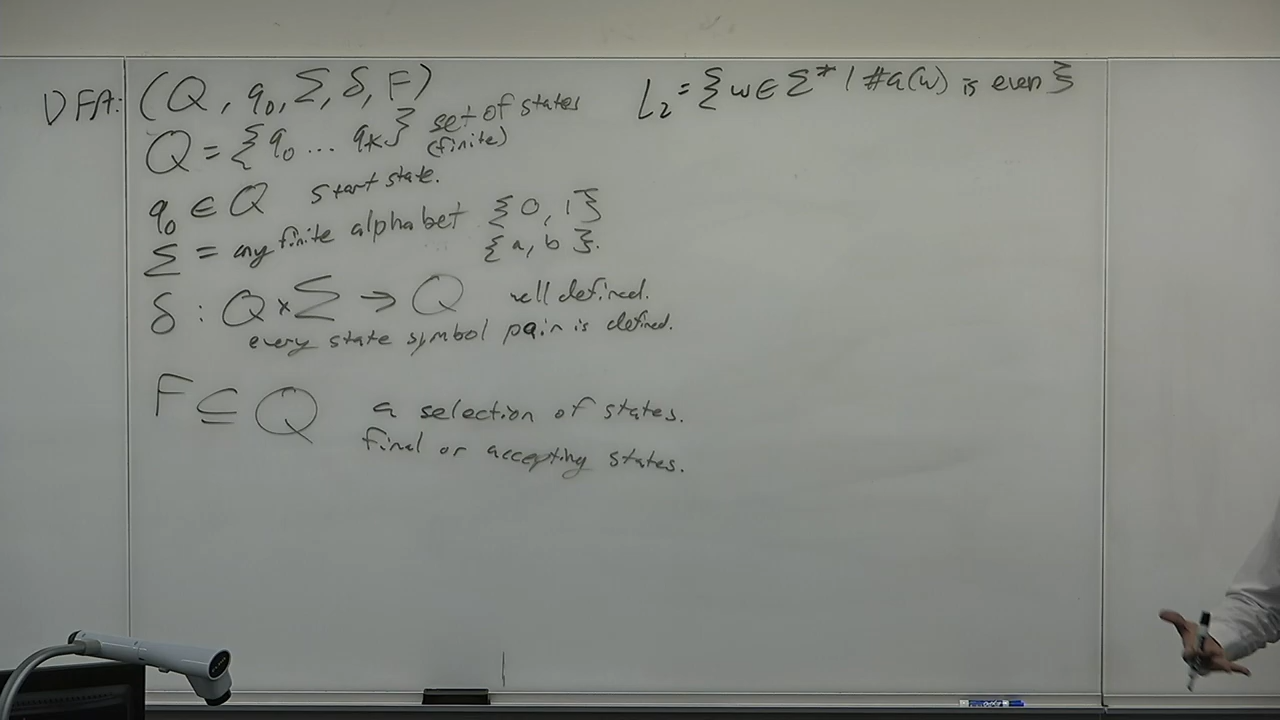 DFA: (Q, q₀, Σ, δ, F)
Q = {q₀ ... qₖ} set of states
(finite)
q₀ ∈ Q start state.
Σ = any finite alphabet {0, 1}
{a, b}.
δ : Q × Σ → Q well defined.
every state symbol pair is defined.
F ⊆ Q a selection of states.
final or accepting states.
L₂ = {w ∈ Σ* | #a(w) is even}